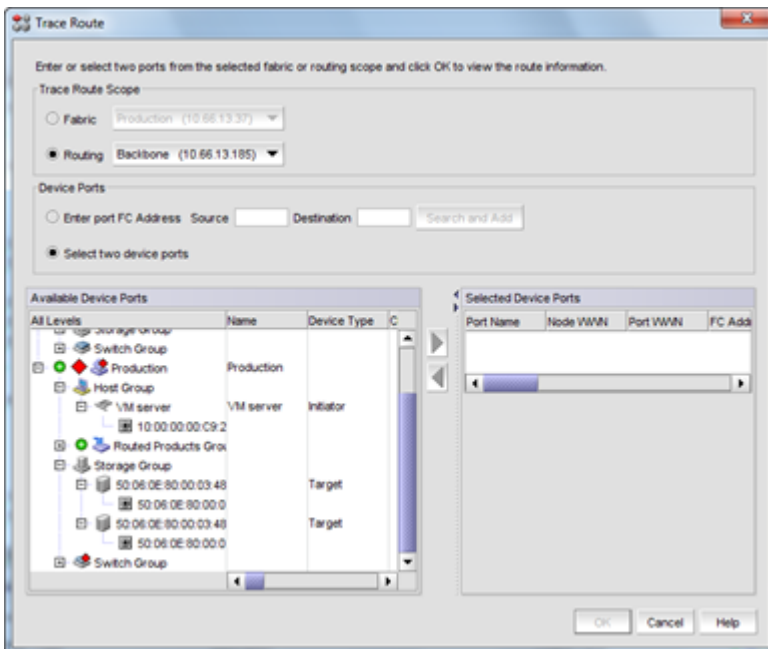 Trace Route
Enter or select two ports from the selected fabric or routing scope and click OK to view the route information.
Trace Route Scope
Fabric Production (10.66.13.37)
Routing Backbone (10.66.13.185)
Device Ports
Enter port FC Address Source Destination Search and Add
Select two device ports
Available Device Ports
All Levels Name Device Type C
Storage Group
Switch Group
Production Production
Host Group
VM server VM server Initiator
10:00:00:00:C9:2
Routed Products Grou
Storage Group
50:06:0E:80:00:03:48 Target
50:06:0E:80:00:0
50:06:0E:80:00:03:48 Target
50:06:0E:80:00:0
Switch Group
Selected Device Ports
Port Name Node WWN Port WWN FC Addr
OK Cancel Help